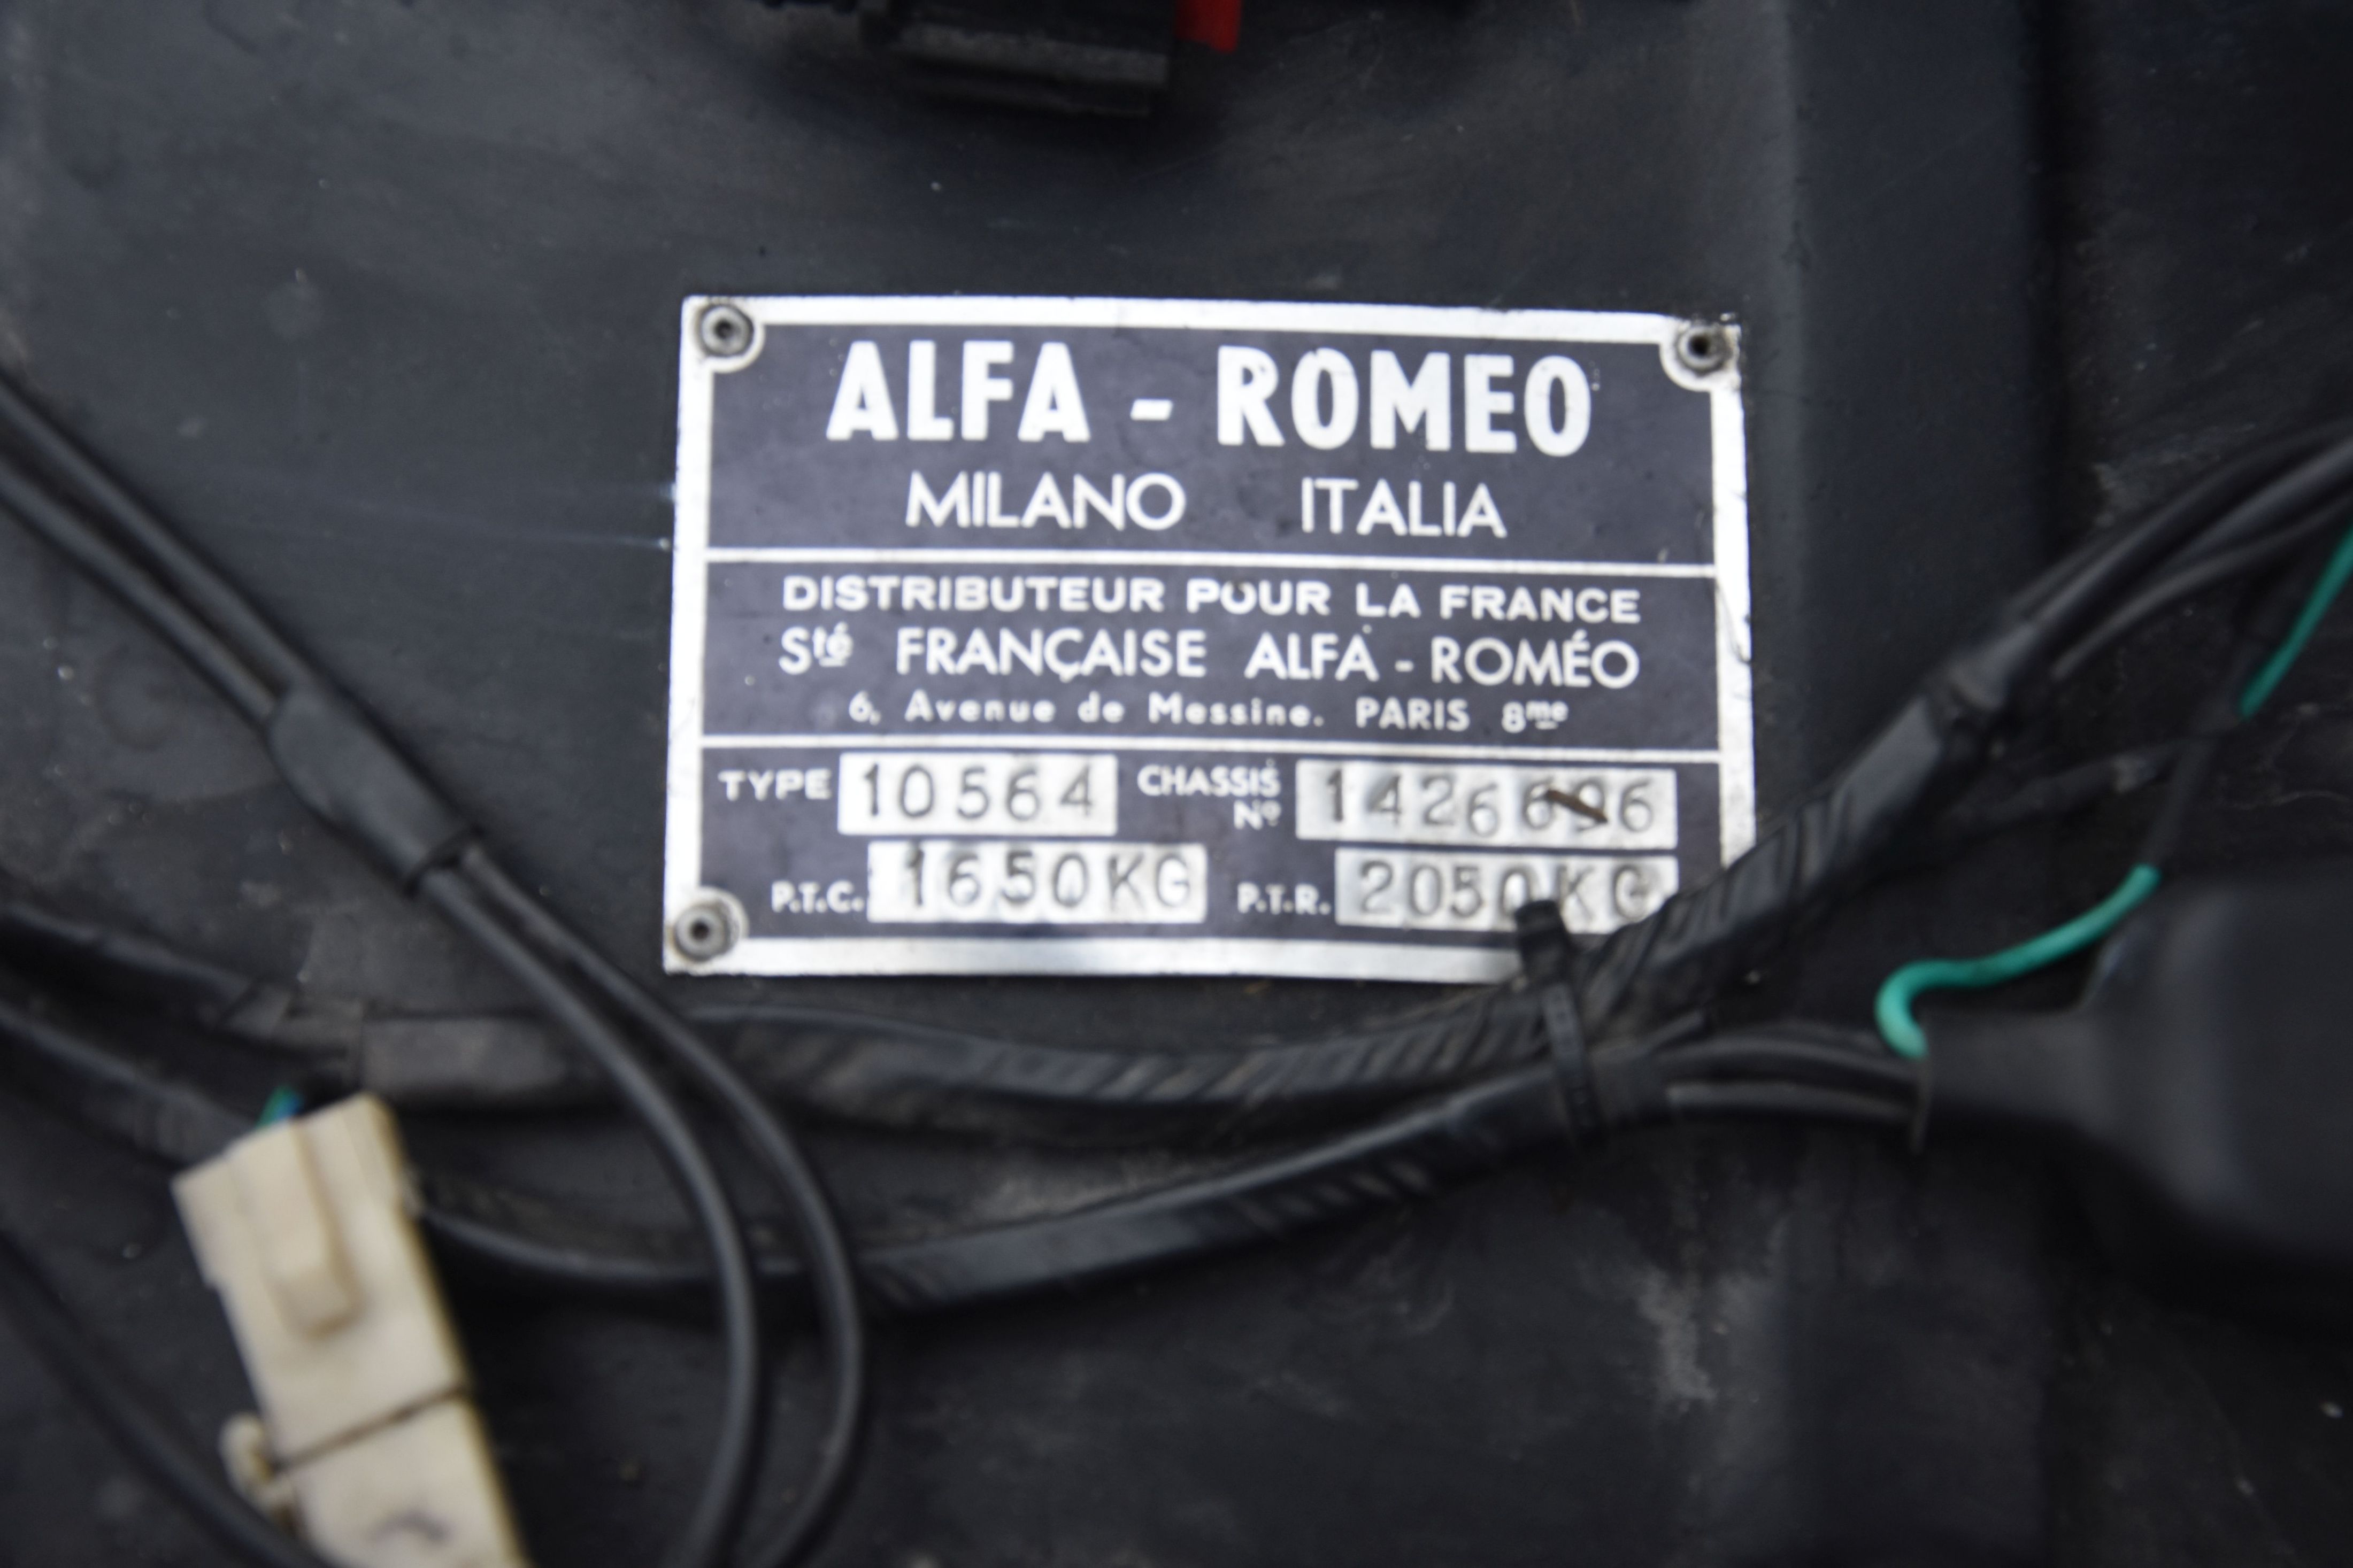 ALFA - ROMEO
MILANO ITALIA
DISTRIBUTEUR POUR LA FRANCE
Sté FRANÇAISE ALFA - ROMÉO
6, Avenue de Messine. PARIS 8me
TYPE 10564 CHASSIS Nº 1426696
P.T.C. 1650KG P.T.R. 2050KG